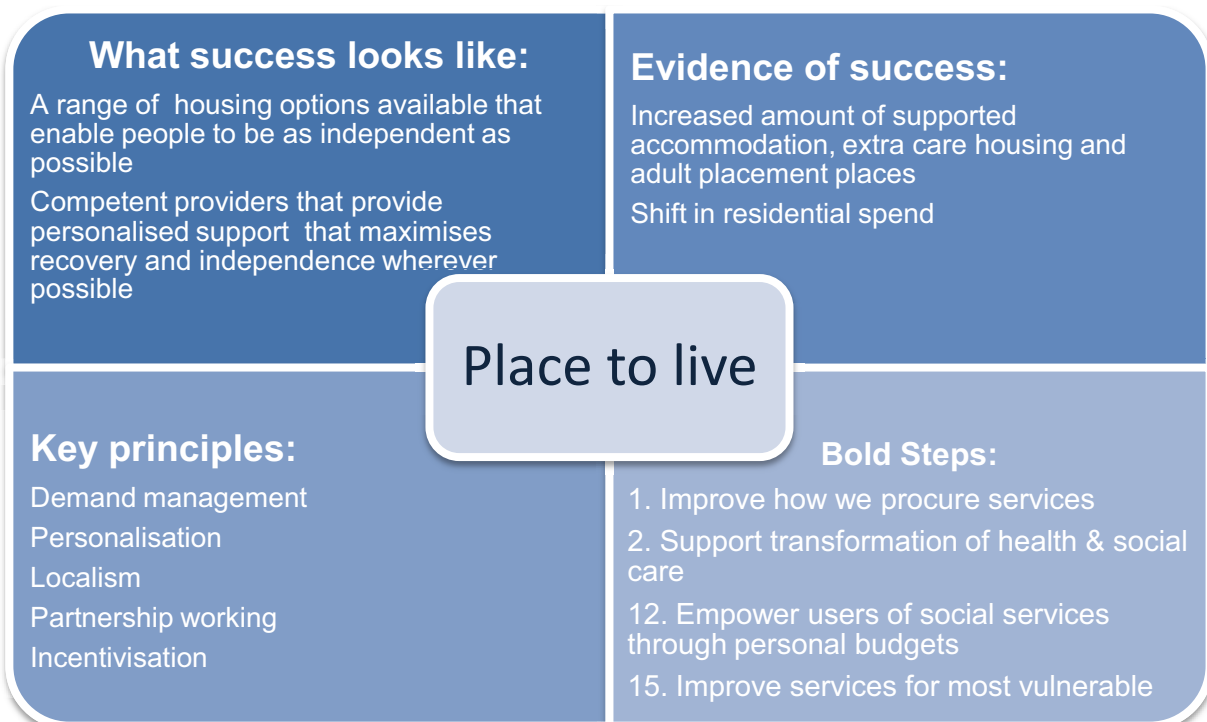 What success looks like:
A range of  housing options available that
enable people to be as independent as
possible
Competent providers that provide
personalised support  that maximises
recovery and independence wherever
possible
Evidence of success:
Increased amount of supported
accommodation, extra care housing and
adult placement places
Shift in residential spend
Place to live
Key principles:
Demand management
Personalisation
Localism
Partnership working
Incentivisation
Bold Steps:
1. Improve how we procure services
2. Support transformation of health & social
care
12. Empower users of social services
through personal budgets
15. Improve services for most vulnerable